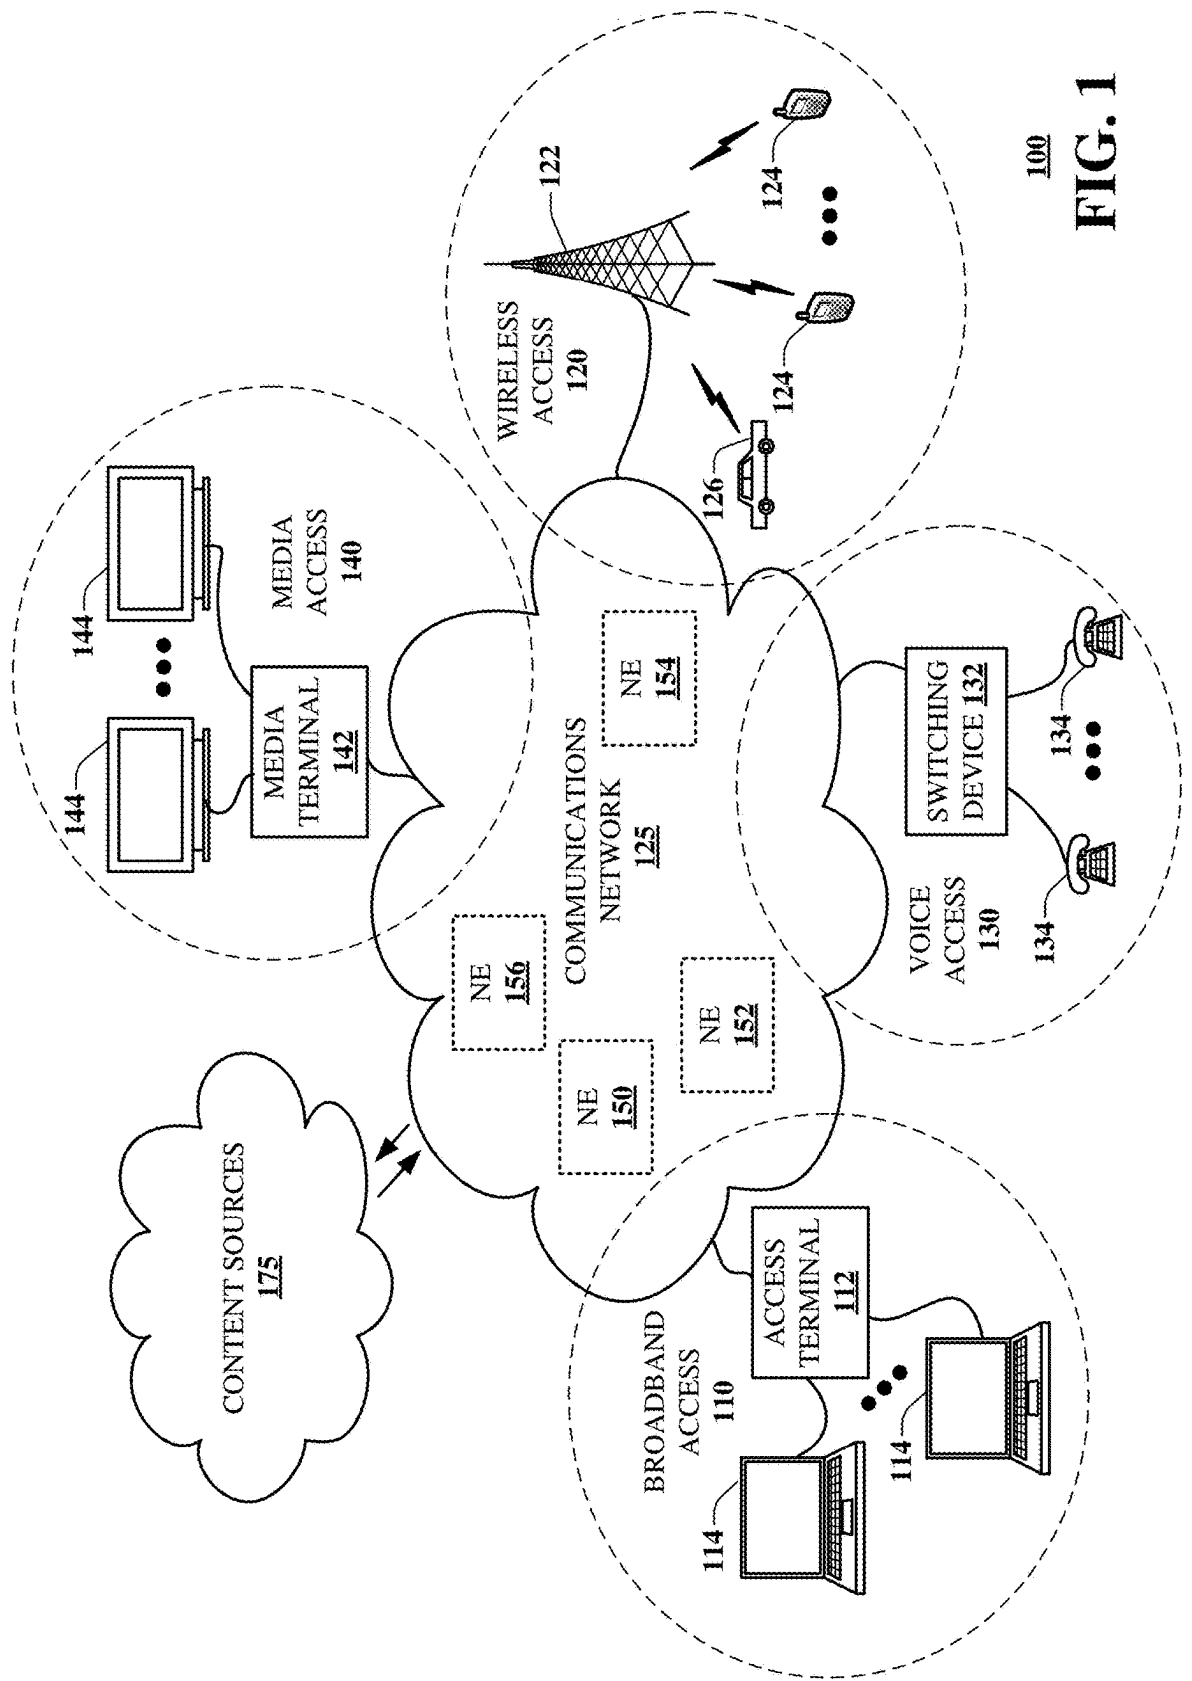 CONTENT SOURCES
175
144
144
MEDIA
TERMINAL
142
MEDIA
ACCESS
140
NE
156
NE
150
NE
152
NE
154
COMMUNICATIONS
NETWORK
125
WIRELESS
ACCESS
120
122
124
124
126
BROADBAND
ACCESS
110
ACCESS
TERMINAL
112
114
114
VOICE
ACCESS
130
SWITCHING
DEVICE 132
134
134
100
FIG. 1